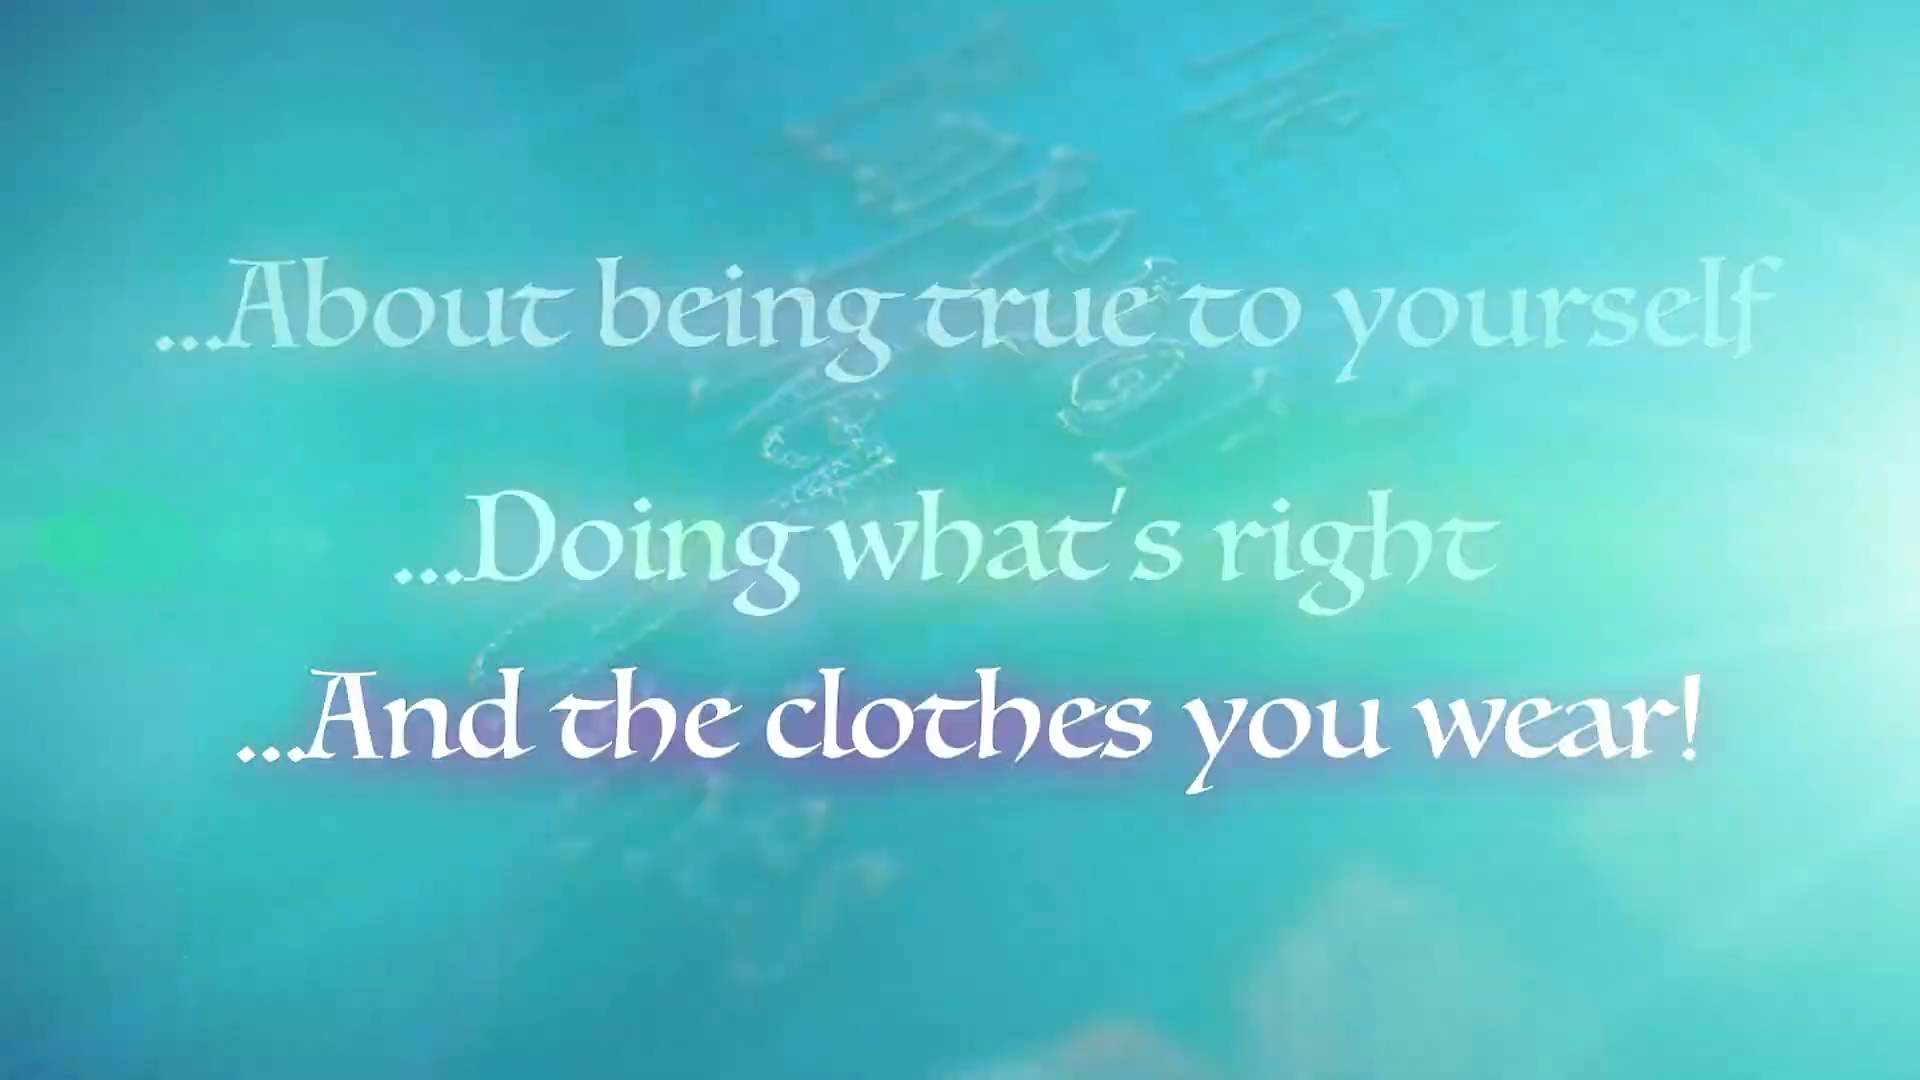 ...About being true to yourself
...Doing what's right
...And the clothes you wear!